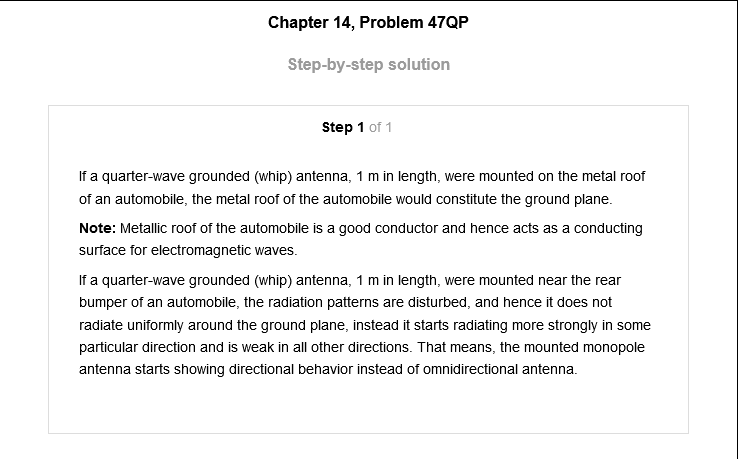 Chapter 14, Problem 47QP
Step-by-step solution
Step 1 of 1
If a quarter-wave grounded (whip) antenna, 1 m in length, were mounted on the metal roof
of an automobile, the metal roof of the automobile would constitute the ground plane.
Note: Metallic roof of the automobile is a good conductor and hence acts as a conducting
surface for electromagnetic waves.
If a quarter-wave grounded (whip) antenna, 1 m in length, were mounted near the rear
bumper of an automobile, the radiation patterns are disturbed, and hence it does not
radiate uniformly around the ground plane, instead it starts radiating more strongly in some
particular direction and is weak in all other directions. That means, the mounted monopole
antenna starts showing directional behavior instead of omnidirectional antenna.